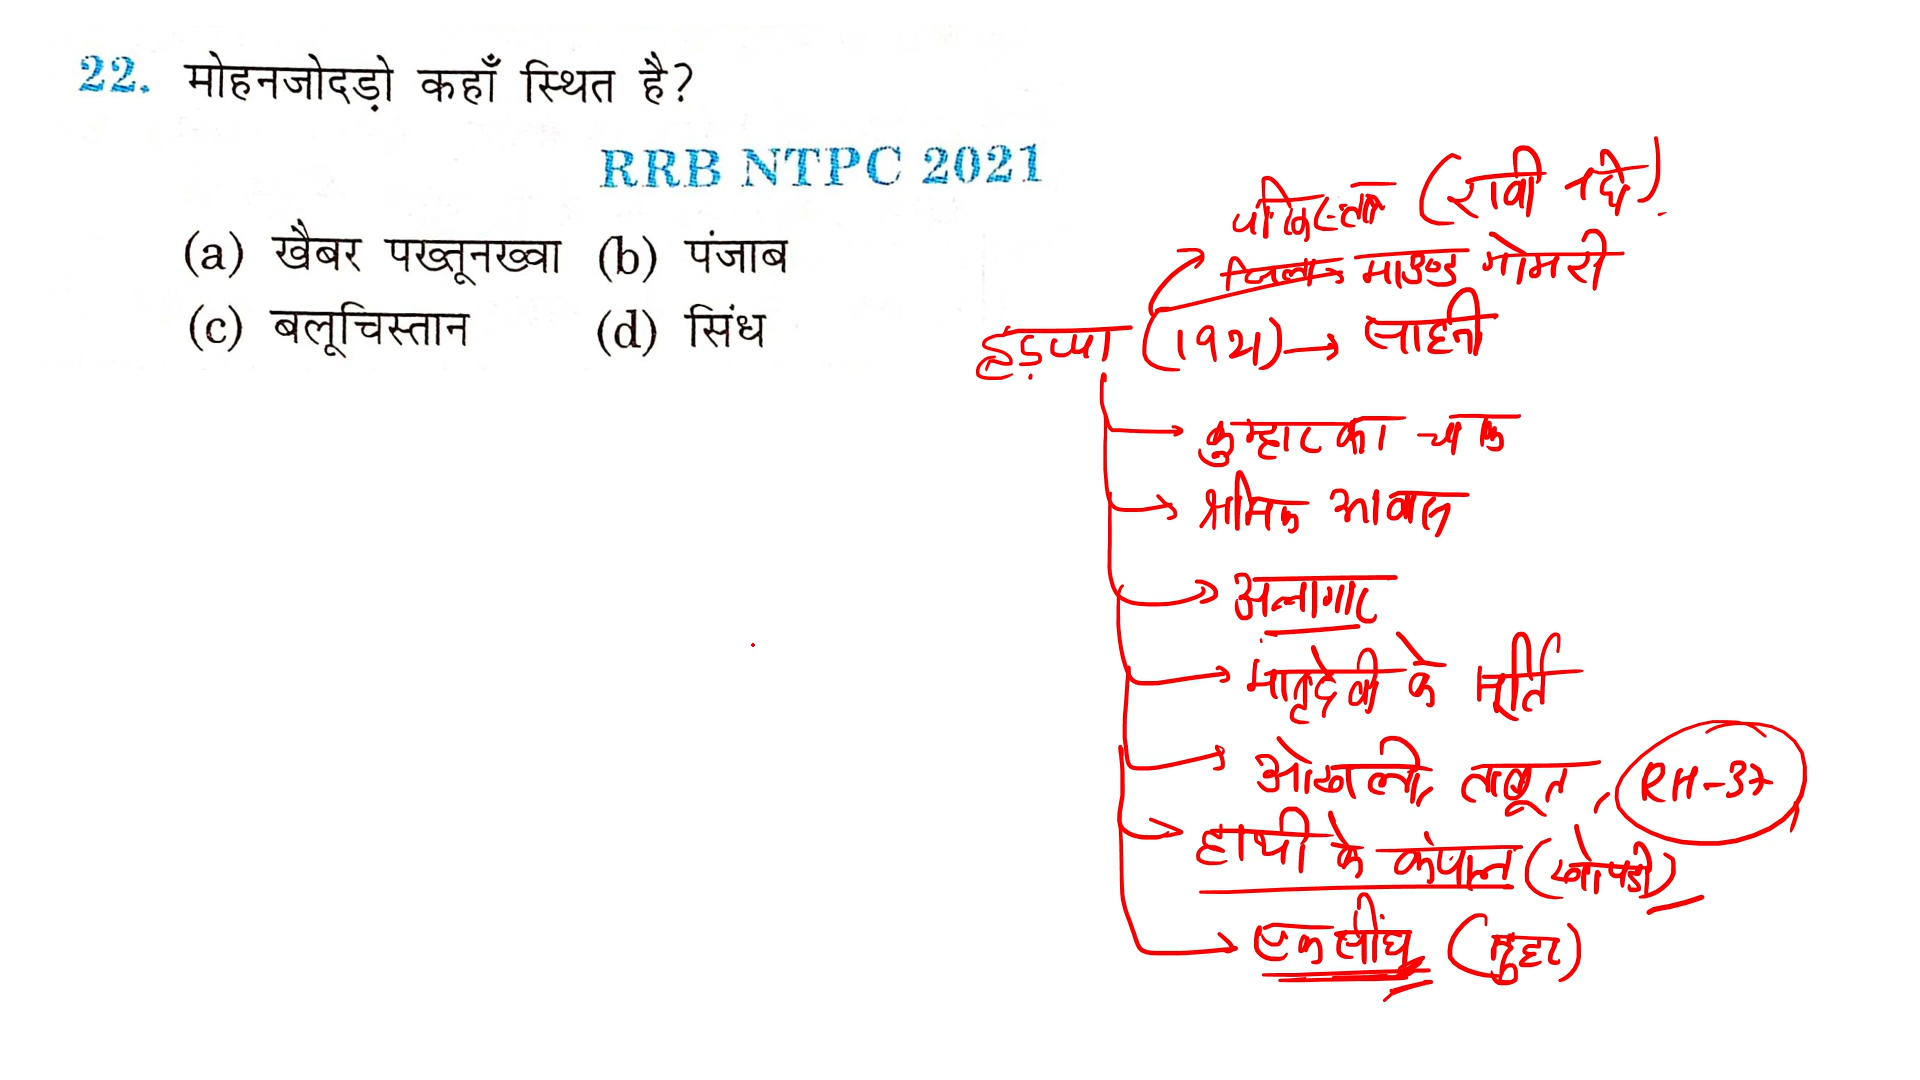 22. मोहनजोदड़ो कहाँ स्थित है?
RRB NTPC 2021
(a) खैबर पख्तूनख्वा (b) पंजाब
(c) बलूचिस्तान (d) सिंध
पाकिस्तान (रावी नदी)
जिला → माउण्ट गोमरी
हड़प्पा (1921) → साहनी
कुम्हार का चाक
श्रमिक आवास
अन्नागार
मातृदेवी के मूर्ति
ओखली, ताबूत, RH-37
हाथी के कपाल (खोपड़ी)
एक सींघ (मुहर)